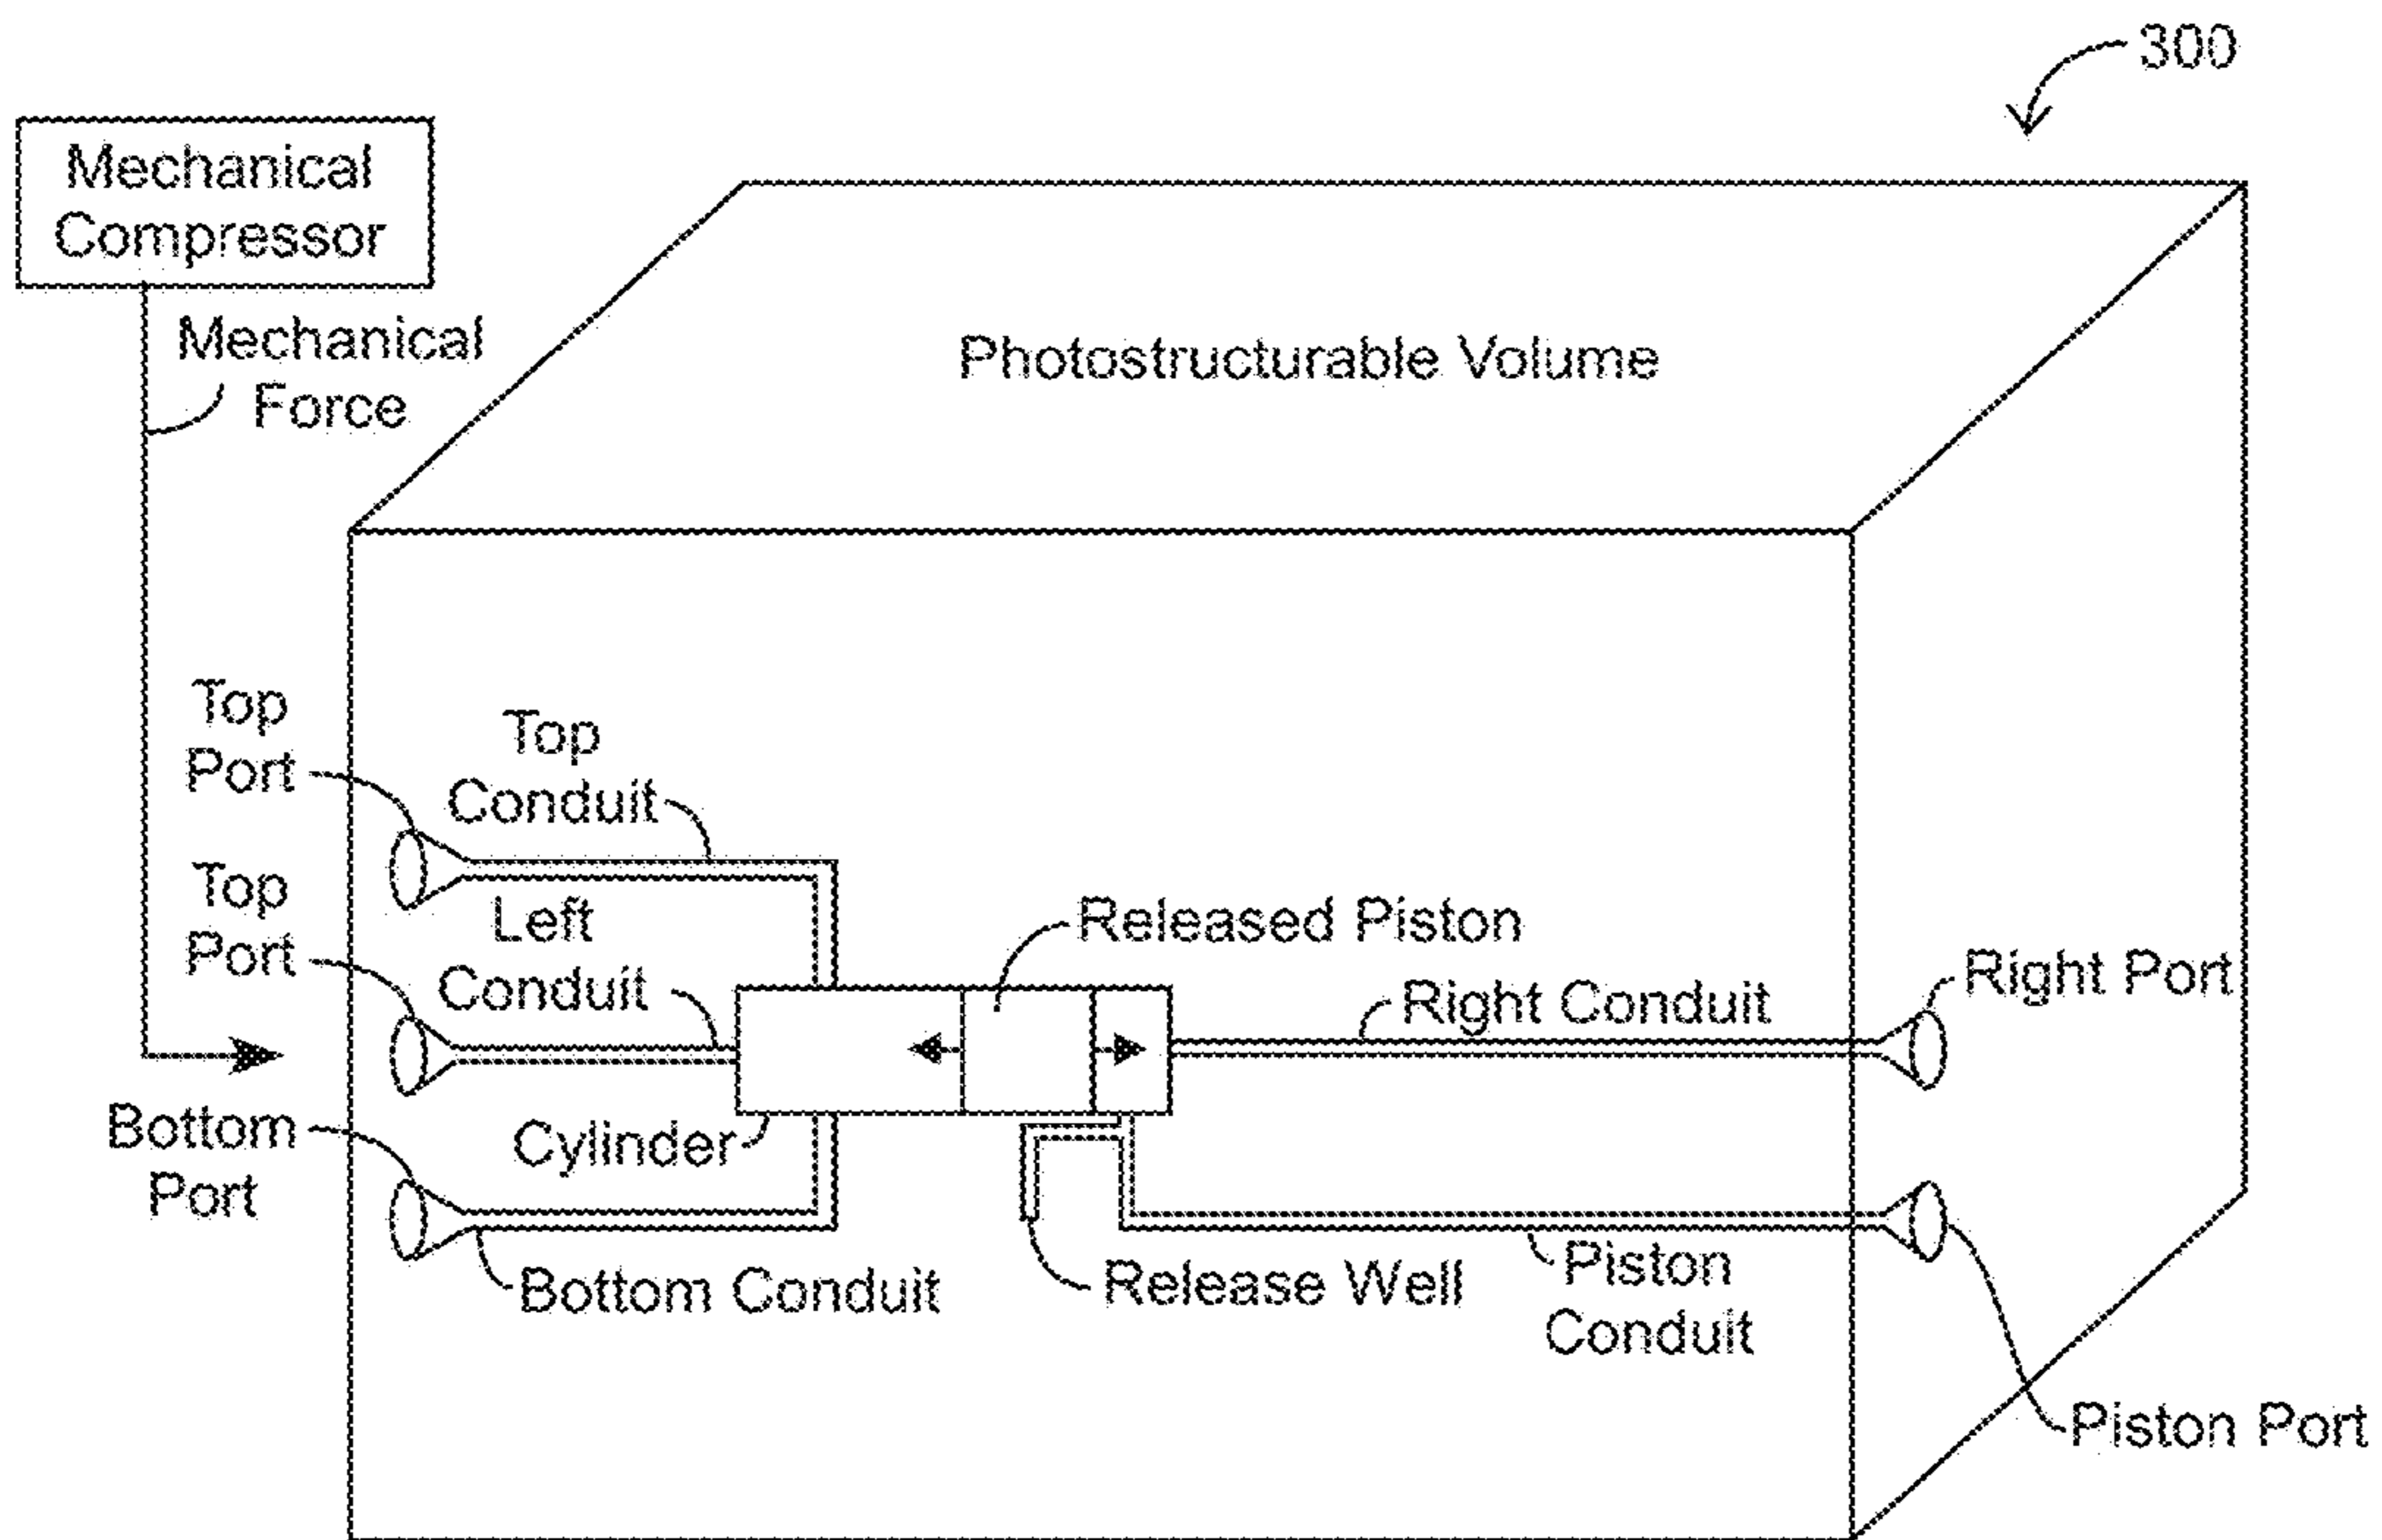 300
Mechanical
Compressor
Mechanical
Force
Photostructurable Volume
Top
Port
Top
Conduit
Top
Port
Left
Conduit
Released Piston
Right Conduit
Right Port
Bottom
Port
Cylinder
Bottom Conduit
Release Well
Piston
Conduit
Piston Port